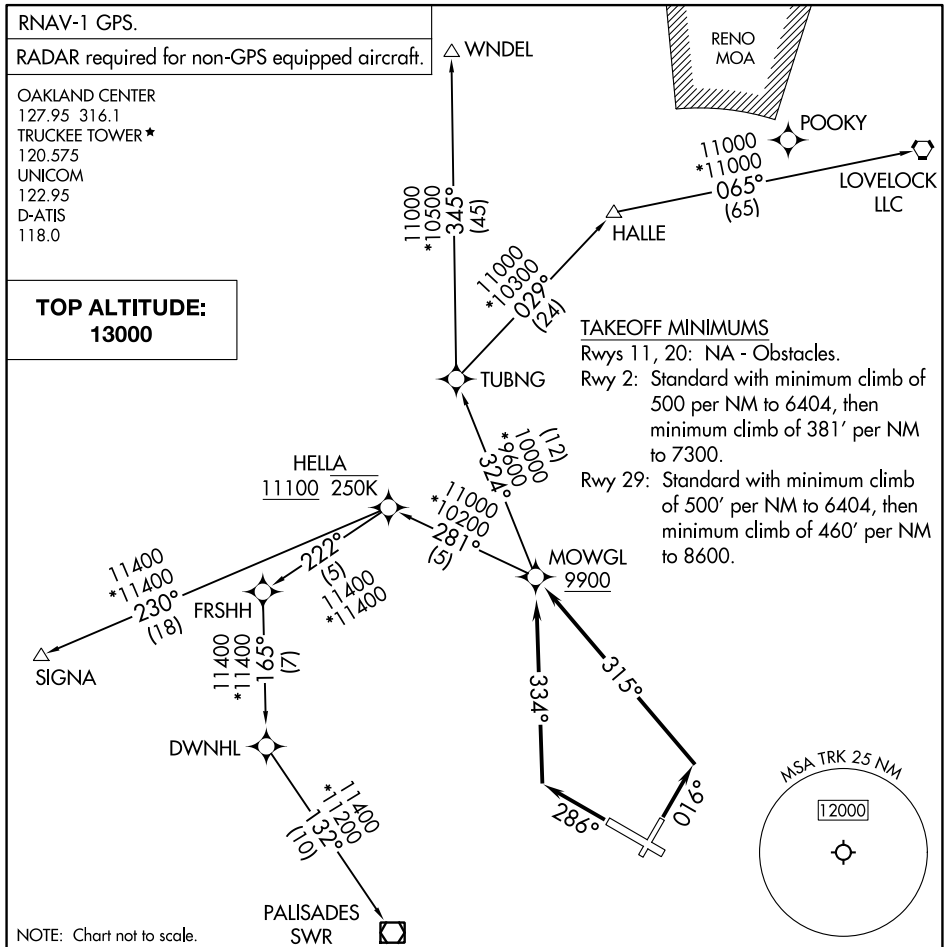 RNAV-1 GPS.
RADAR required for non-GPS equipped aircraft.
OAKLAND CENTER
127.95 316.1
TRUCKEE TOWER★
120.575
UNICOM
122.95
D-ATIS
118.0
TOP ALTITUDE:
13000
WNDEL
RENO
MOA
POOKY
11000
*11000
065°
(65)
LOVELOCK
LLC
HALLE
11000
*10500
345°
(45)
11000
*10300
029°
(24)
TUBNG
TAKEOFF MINIMUMS
Rwys 11, 20: NA - Obstacles.
Rwy 2: Standard with minimum climb of
500 per NM to 6404, then
minimum climb of 381' per NM
to 7300.
Rwy 29: Standard with minimum climb
of 500' per NM to 6404, then
minimum climb of 460' per NM
to 8600.
(12)
10000
*9600
324°
HELLA
11100 250K
11000
*10200
281°
(5)
MOWGL
9900
222°
(5)
11400
*11400
11400
*11400
230°
(18)
FRSHH
SIGNA
11400
*11400
165°
(7)
334°
315°
DWNHL
286°
016°
11400
*11200
132°
(10)
MSA TRK 25 NM
12000
PALISADES
SWR
NOTE: Chart not to scale.